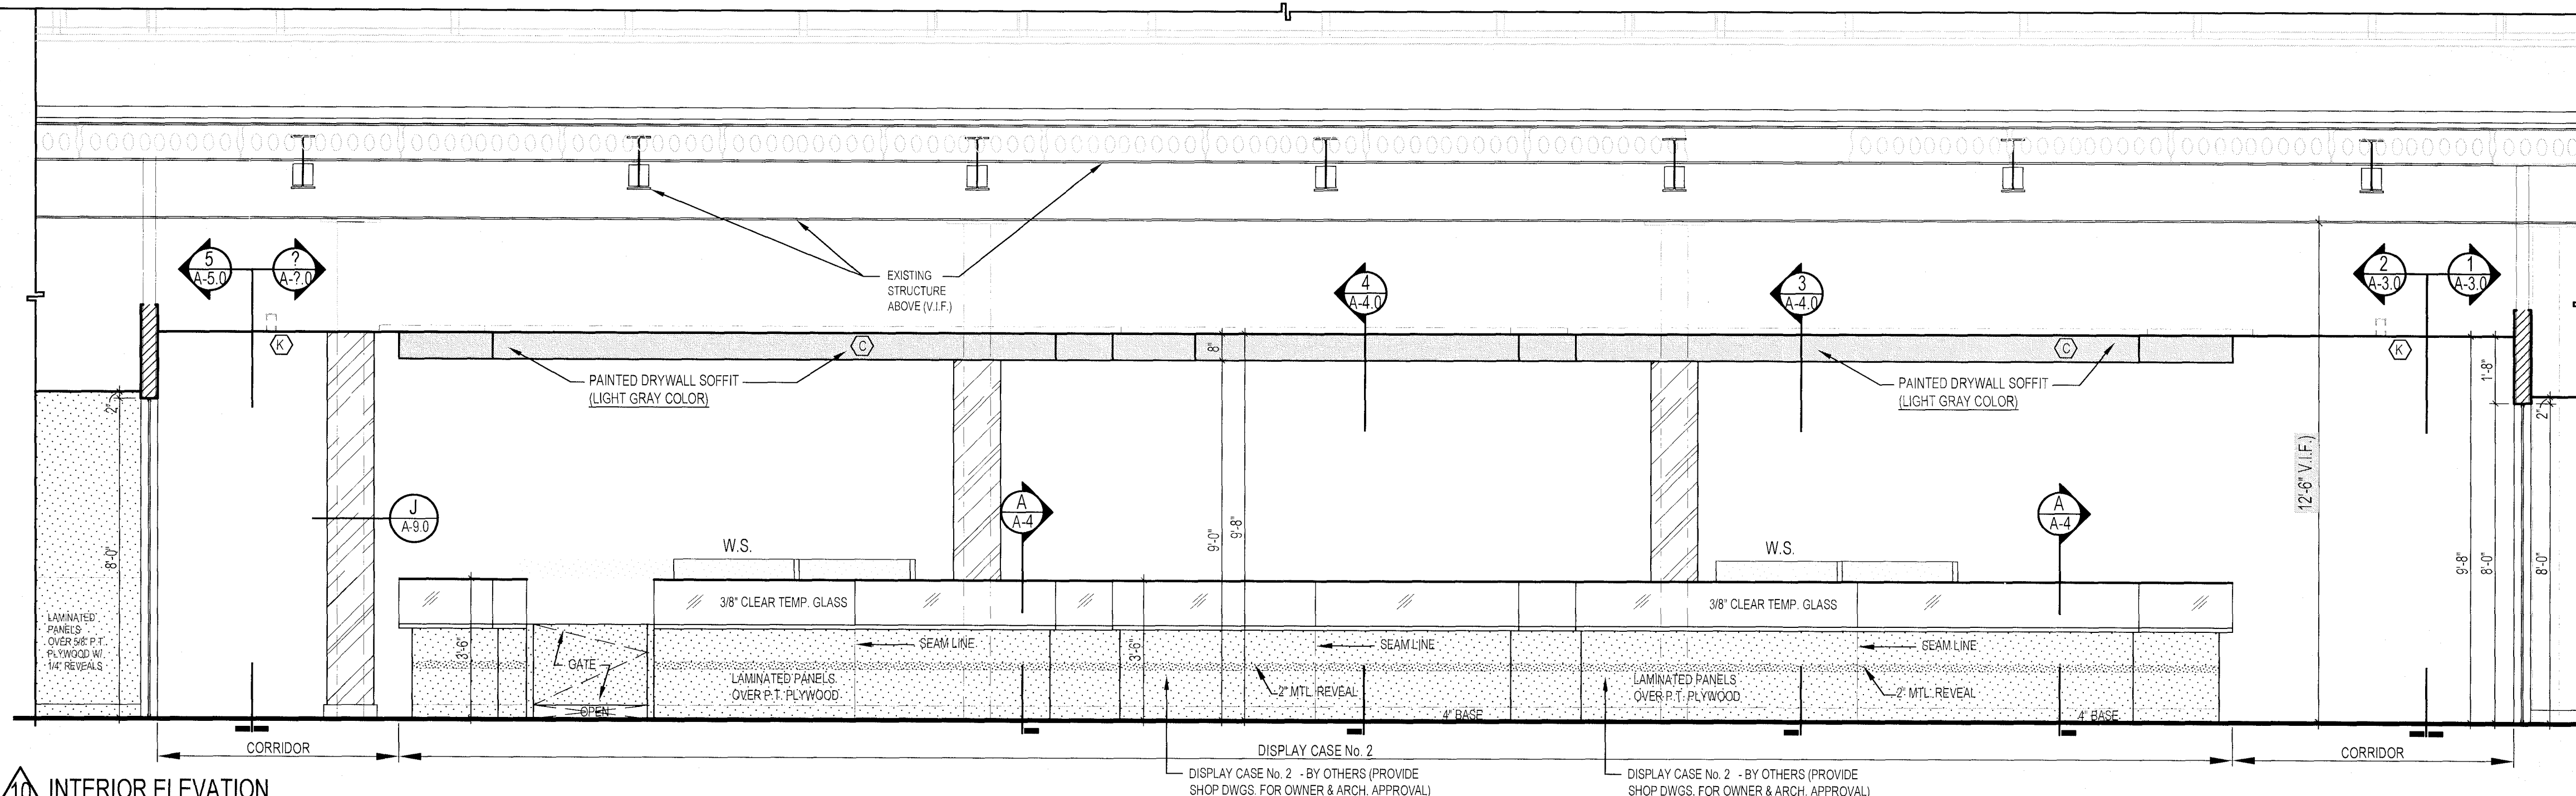 5
A-5.0
?
A-?.0
EXISTING
STRUCTURE
ABOVE (V.I.F.)
4
A-4.0
3
A-4.0
2
A-3.0
1
A-3.0
K
C
8"
C
K
PAINTED DRYWALL SOFFIT
(LIGHT GRAY COLOR)
PAINTED DRYWALL SOFFIT
(LIGHT GRAY COLOR)
1'-8"
2"
2"
12'-6" V.I.F.)
J
A-9.0
A
A-4
A
A-4
8'-0"
9'-0"
9'-8"
9'-8"
8'-0"
8'-0"
W.S.
W.S.
3/8" CLEAR TEMP. GLASS
3/8" CLEAR TEMP. GLASS
LAMINATED
PANELS
OVER 5/8" P.T.
PLYWOOD W/
1/4" REVEALS
3'-6"
GATE
OPEN
SEAM LINE
LAMINATED PANELS
OVER P.T. PLYWOOD
3'-6"
2" MTL. REVEAL
SEAM LINE
4" BASE
LAMINATED PANELS
OVER P.T. PLYWOOD
SEAM LINE
2" MTL. REVEAL
4" BASE
CORRIDOR
DISPLAY CASE No. 2
CORRIDOR
DISPLAY CASE No. 2 - BY OTHERS (PROVIDE
SHOP DWGS. FOR OWNER & ARCH. APPROVAL)
DISPLAY CASE No. 2 - BY OTHERS (PROVIDE
SHOP DWGS. FOR OWNER & ARCH. APPROVAL)
10 INTERIOR ELEVATION